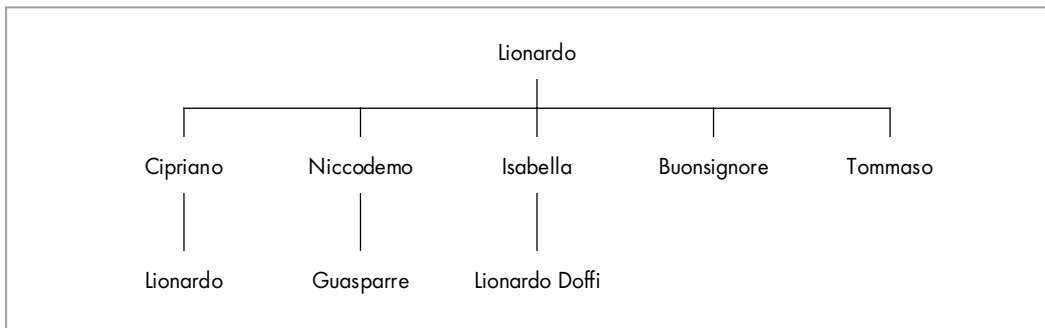 Lionardo
Cipriano Niccodemo Isabella Buonsignore Tommaso
Lionardo Guasparre Lionardo Doffi